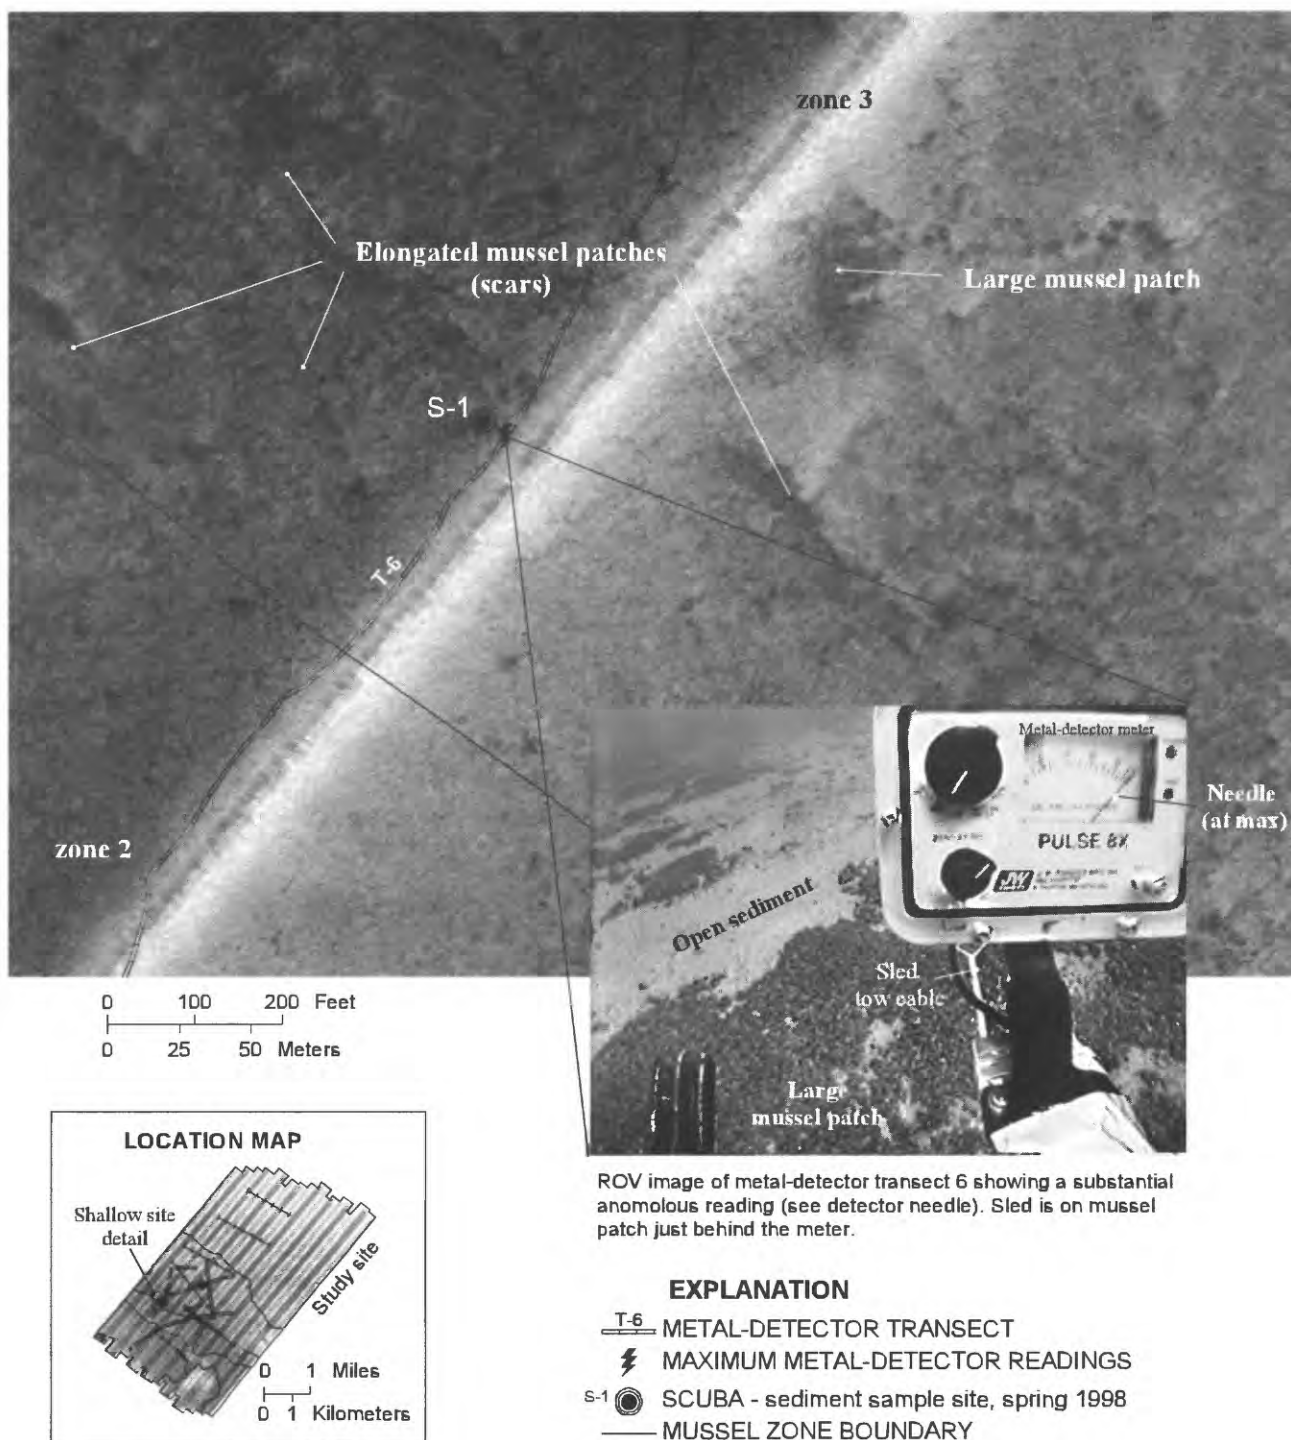 zone 3
Elongated mussel patches
(scars)
Large mussel patch
S-1
T-6
zone 2
Metal-detector meter
PULSE 8X
Needle
(at max)
Open sediment
Sled
tow cable
Large
mussel patch
0 100 200 Feet
0 25 50 Meters
ROV image of metal-detector transect 6 showing a substantial
anomolous reading (see detector needle). Sled is on mussel
patch just behind the meter.
LOCATION MAP
Shallow site
detail
Study site
0 1 Miles
0 1 Kilometers
EXPLANATION
T-6 METAL-DETECTOR TRANSECT
MAXIMUM METAL-DETECTOR READINGS
S-1 SCUBA - sediment sample site, spring 1998
MUSSEL ZONE BOUNDARY